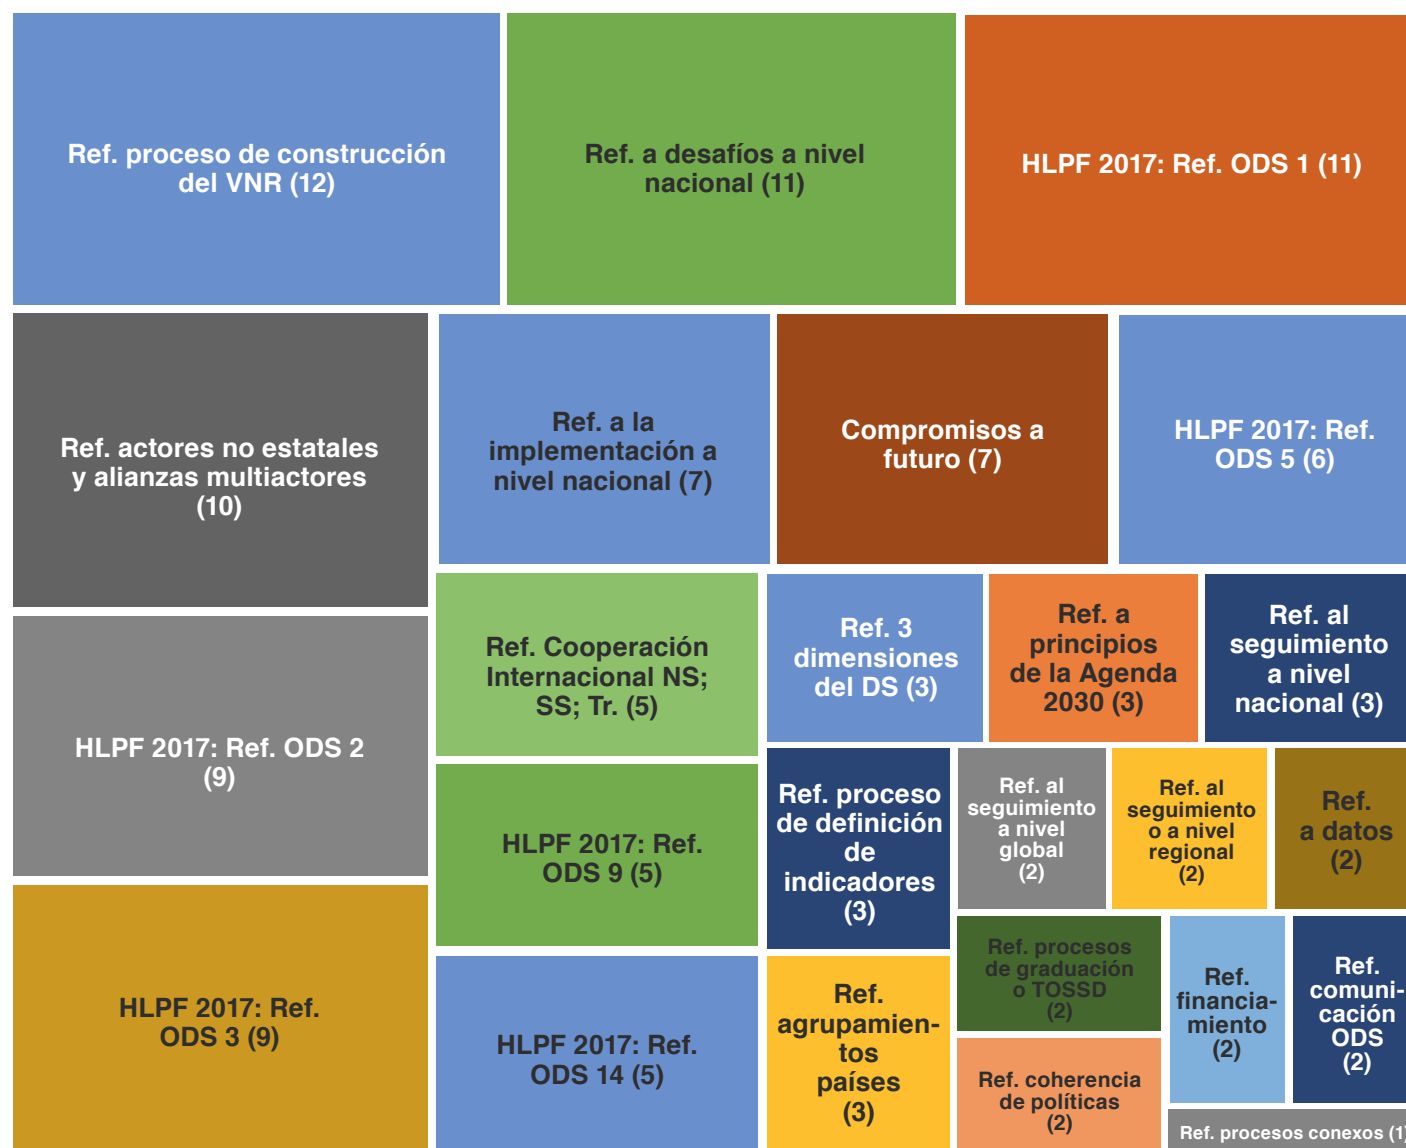 Ref. proceso de construcción
del VNR (12)
Ref. a desafíos a nivel
nacional (11)
HLPF 2017: Ref. ODS 1 (11)
Ref. actores no estatales
y alianzas multiactores
(10)
Ref. a la
implementación a
nivel nacional (7)
Compromisos a
futuro (7)
HLPF 2017: Ref.
ODS 5 (6)
HLPF 2017: Ref. ODS 2
(9)
Ref. Cooperación
Internacional NS;
SS; Tr. (5)
Ref. 3
dimensiones
del DS (3)
Ref. a
principios
de la Agenda
2030 (3)
Ref. al
seguimiento
a nivel
nacional (3)
HLPF 2017: Ref.
ODS 9 (5)
Ref. proceso
de definición
de
indicadores
(3)
Ref. al
seguimiento
a nivel
global
(2)
Ref. al
seguimiento
o a nivel
regional
(2)
Ref.
a datos
(2)
HLPF 2017: Ref.
ODS 3 (9)
HLPF 2017: Ref.
ODS 14 (5)
Ref.
agrupamien-
tos
países
(3)
Ref. procesos
de graduación
o TOSSD
(2)
Ref.
financia-
miento
(2)
Ref.
comuni-
cación
ODS
(2)
Ref. coherencia
de políticas
(2)
Ref. procesos conexos (1)